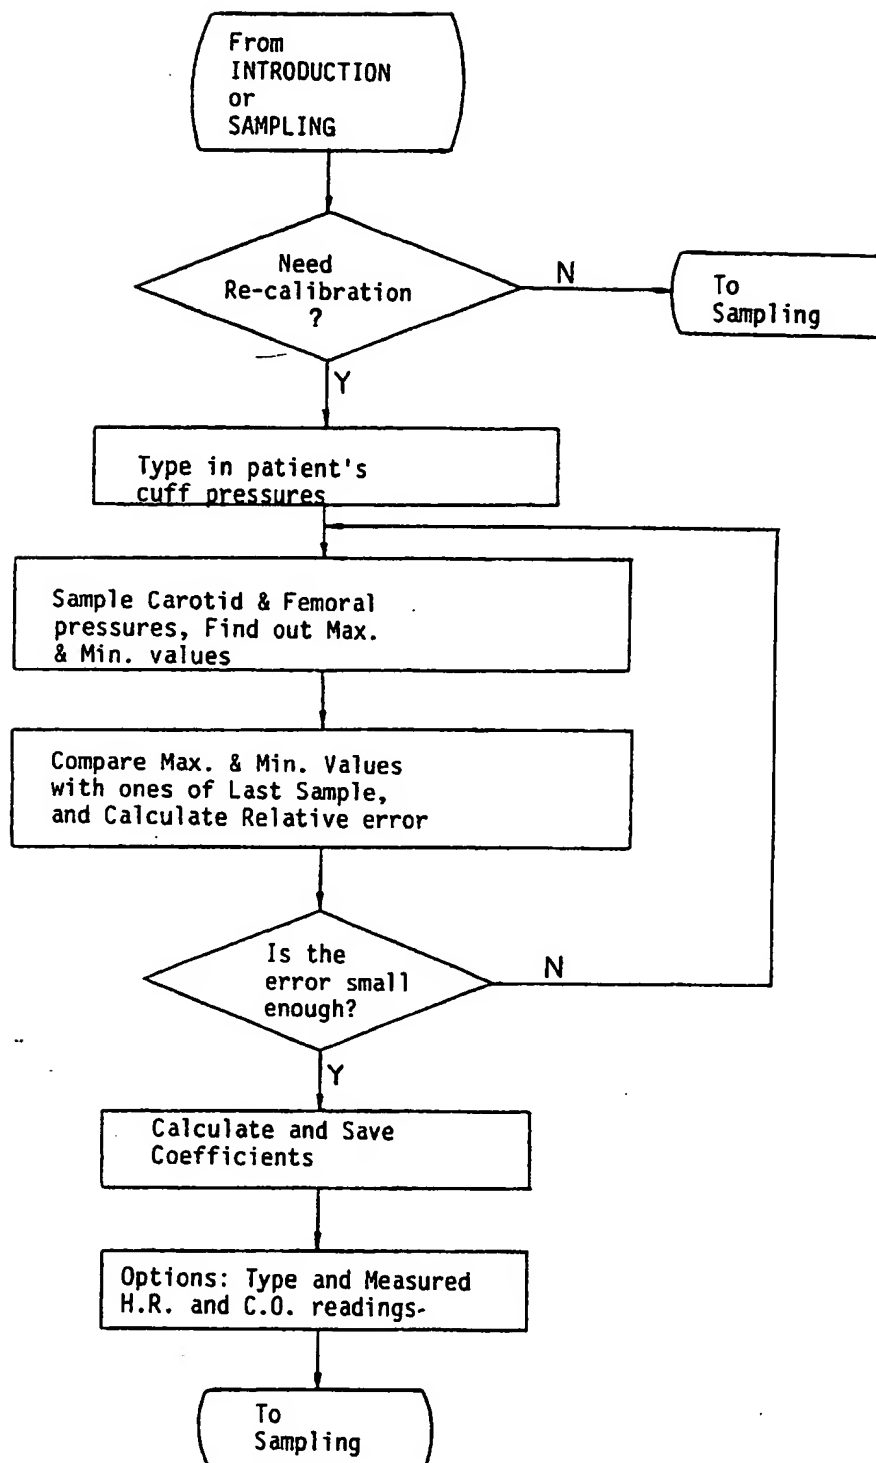 From
INTRODUCTION
or
SAMPLING
Need
Re-calibration
?
N
To
Sampling
Y
Type in patient's
cuff pressures
Sample Carotid & Femoral
pressures, Find out Max.
& Min. values
Compare Max. & Min. Values
with ones of Last Sample,
and Calculate Relative error
Is the
error small
enough?
N
Y
Calculate and Save
Coefficients
Options: Type and Measured
H.R. and C.O. readings-
To
Sampling